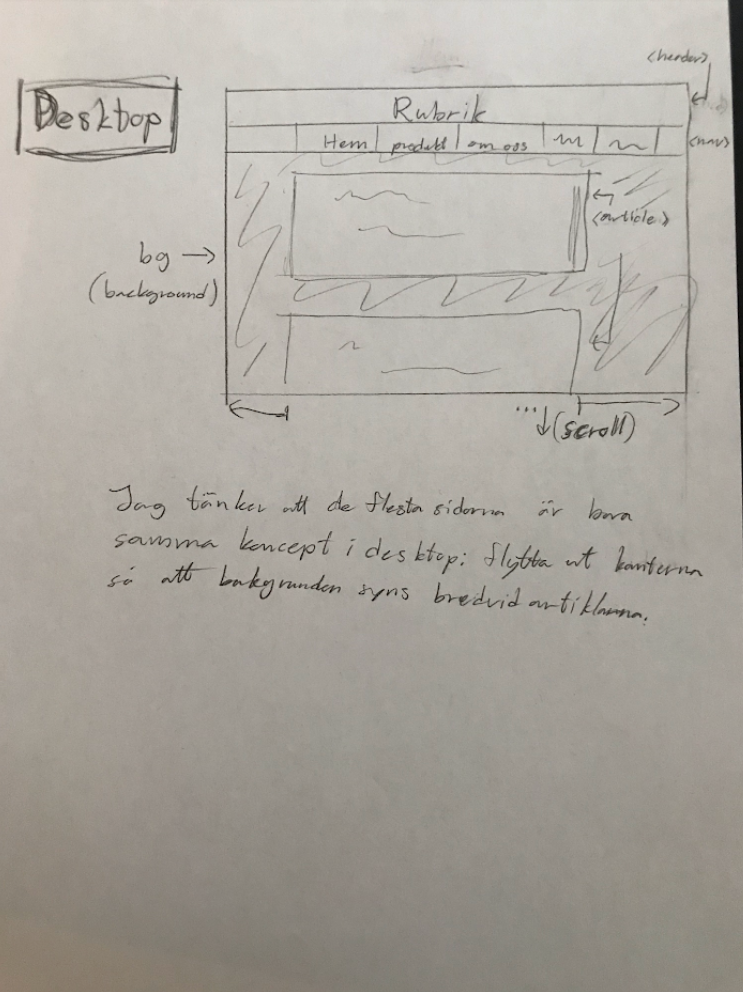 <header>
Desktop
Rubrik
Hem produkt om oss
<nav>
<article>
bg →
(background)
... ↓ (scroll)
Jag tänker att de flesta sidorna är bara
samma koncept i desktop: flytta ut kanterna
så att bakgrunden syns bredvid artiklarna.